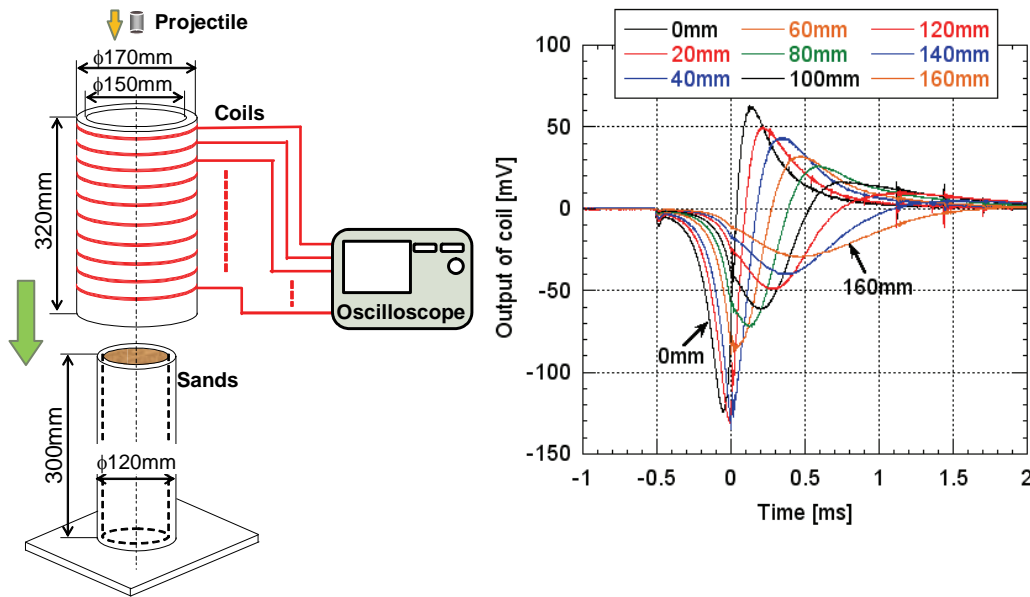 Projectile
ϕ170mm
ϕ150mm
Coils
320mm
Oscilloscope
Sands
300mm
ϕ120mm
0mm 60mm 120mm
20mm 80mm 140mm
40mm 100mm 160mm
100
50
0
-50
-100
-150
Output of coil [mV]
0mm
160mm
-1 -0.5 0 0.5 1 1.5 2
Time [ms]